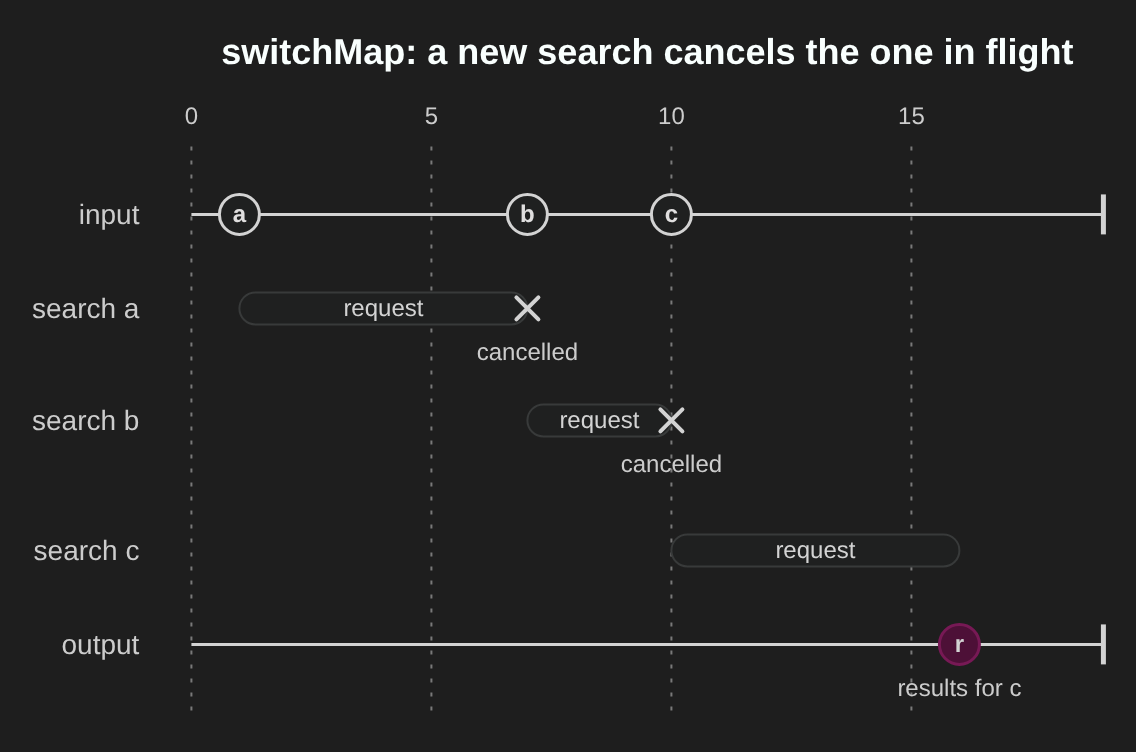 switchMap: a new search cancels the one in flight
0 5 10 15
input a b c
search a request
cancelled
search b request
cancelled
search c request
output r
results for c